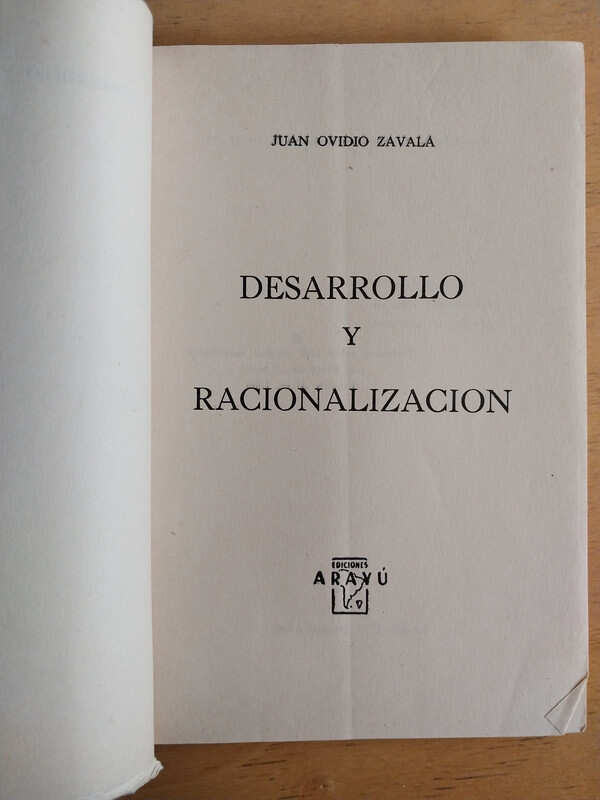 JUAN OVIDIO ZAVALA
DESARROLLO
Y
RACIONALIZACION
EDICIONES
ARAYÚ